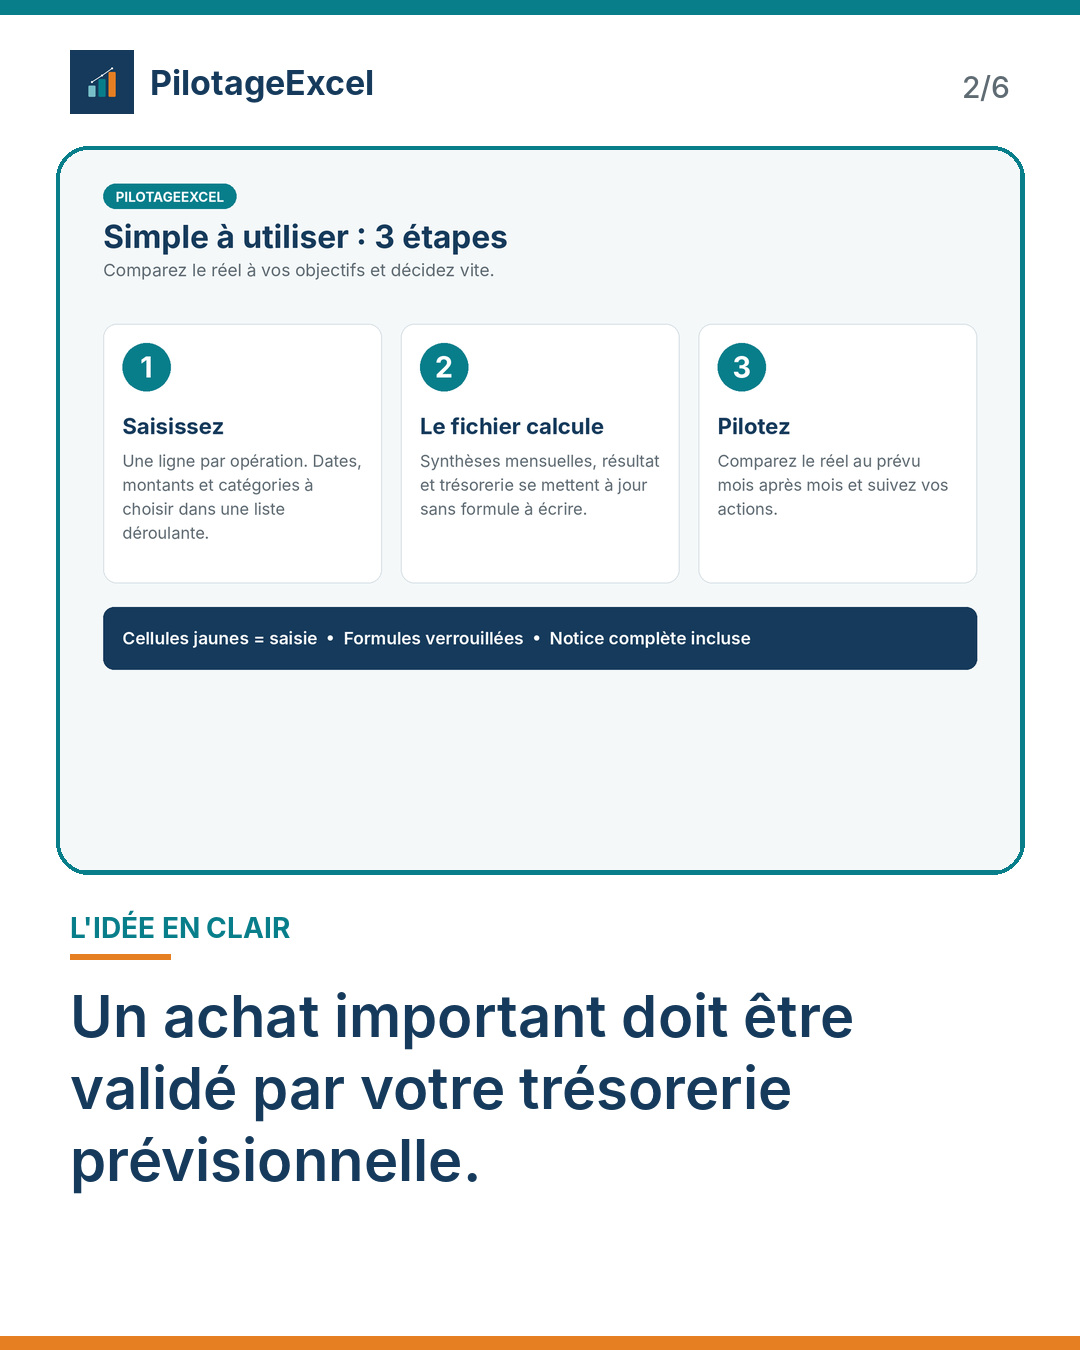 PilotageExcel
2/6
PILOTAGEEXCEL
Simple à utiliser : 3 étapes
Comparez le réel à vos objectifs et décidez vite.
1
Saisissez
Une ligne par opération. Dates,
montants et catégories à
choisir dans une liste
déroulante.
2
Le fichier calcule
Synthèses mensuelles, résultat
et trésorerie se mettent à jour
sans formule à écrire.
3
Pilotez
Comparez le réel au prévu
mois après mois et suivez vos
actions.
Cellules jaunes = saisie • Formules verrouillées • Notice complète incluse
L'IDÉE EN CLAIR
Un achat important doit être
validé par votre trésorerie
prévisionnelle.